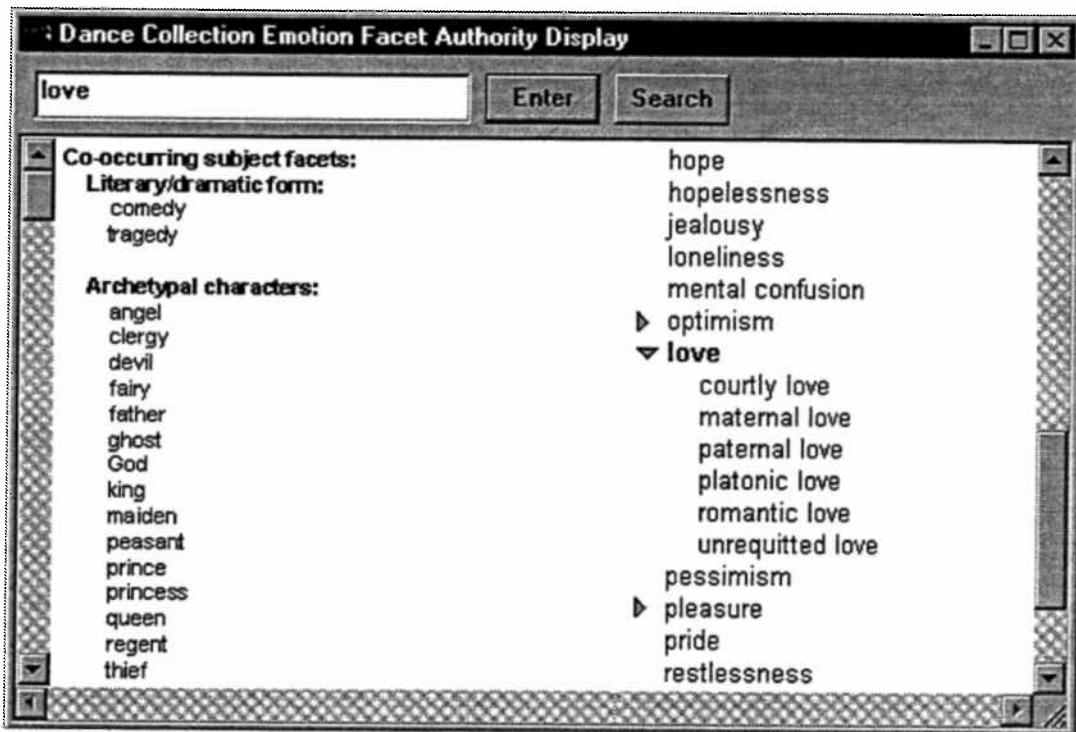 Dance Collection Emotion Facet Authority Display
love
Enter
Search
Co-occurring subject facets:
Literary/dramatic form:
comedy
tragedy
Archetypal characters:
angel
clergy
devil
fairy
father
ghost
God
king
maiden
peasant
prince
princess
queen
regent
thief
hope
hopelessness
jealousy
loneliness
mental confusion
optimism
love
courtly love
maternal love
paternal love
platonic love
romantic love
unrequitted love
pessimism
pleasure
pride
restlessness